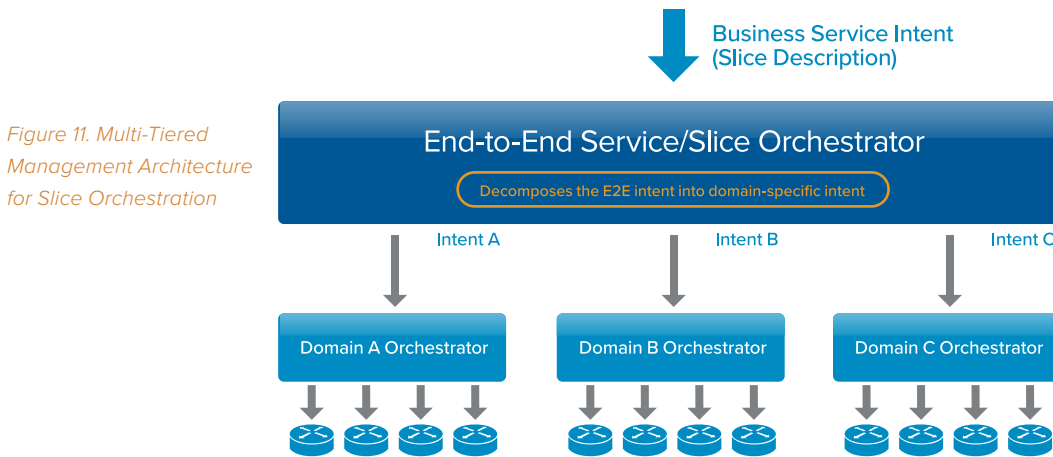 Business Service Intent
(Slice Description)
Figure 11. Multi-Tiered
Management Architecture
for Slice Orchestration
End-to-End Service/Slice Orchestrator
Decomposes the E2E intent into domain-specific intent
Intent A
Intent B
Intent C
Domain A Orchestrator
Domain B Orchestrator
Domain C Orchestrator